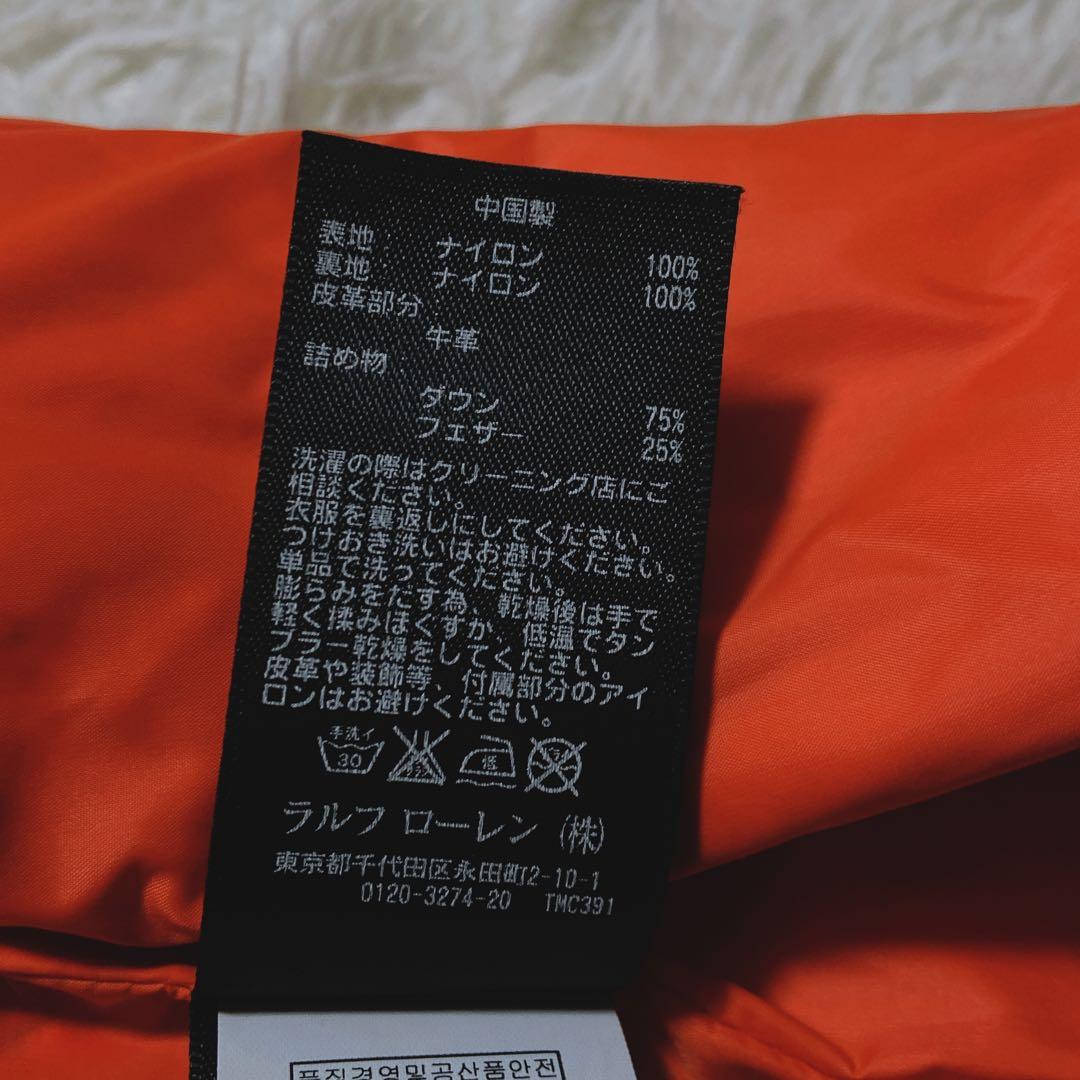 中国製
表地 ナイロン 100%
裏地 ナイロン 100%
皮革部分
牛革
詰め物
ダウン 75%
フェザー 25%
洗濯の際はクリーニング店にご
相談ください。
衣服を裏返しにしてください。
つけおき洗いはお避けください。
単品で洗ってください。
膨らみをだす為、乾燥後は手で
軽く揉みほぐすか、低温でタン
ブラー乾燥をしてください。
皮革や装飾等、付属部分のアイ
ロンはお避けください。
手洗イ
30 低
ラルフ ローレン (株)
東京都千代田区永田町2-10-1
0120-3274-20 TMC391
품질경영및공산품안전